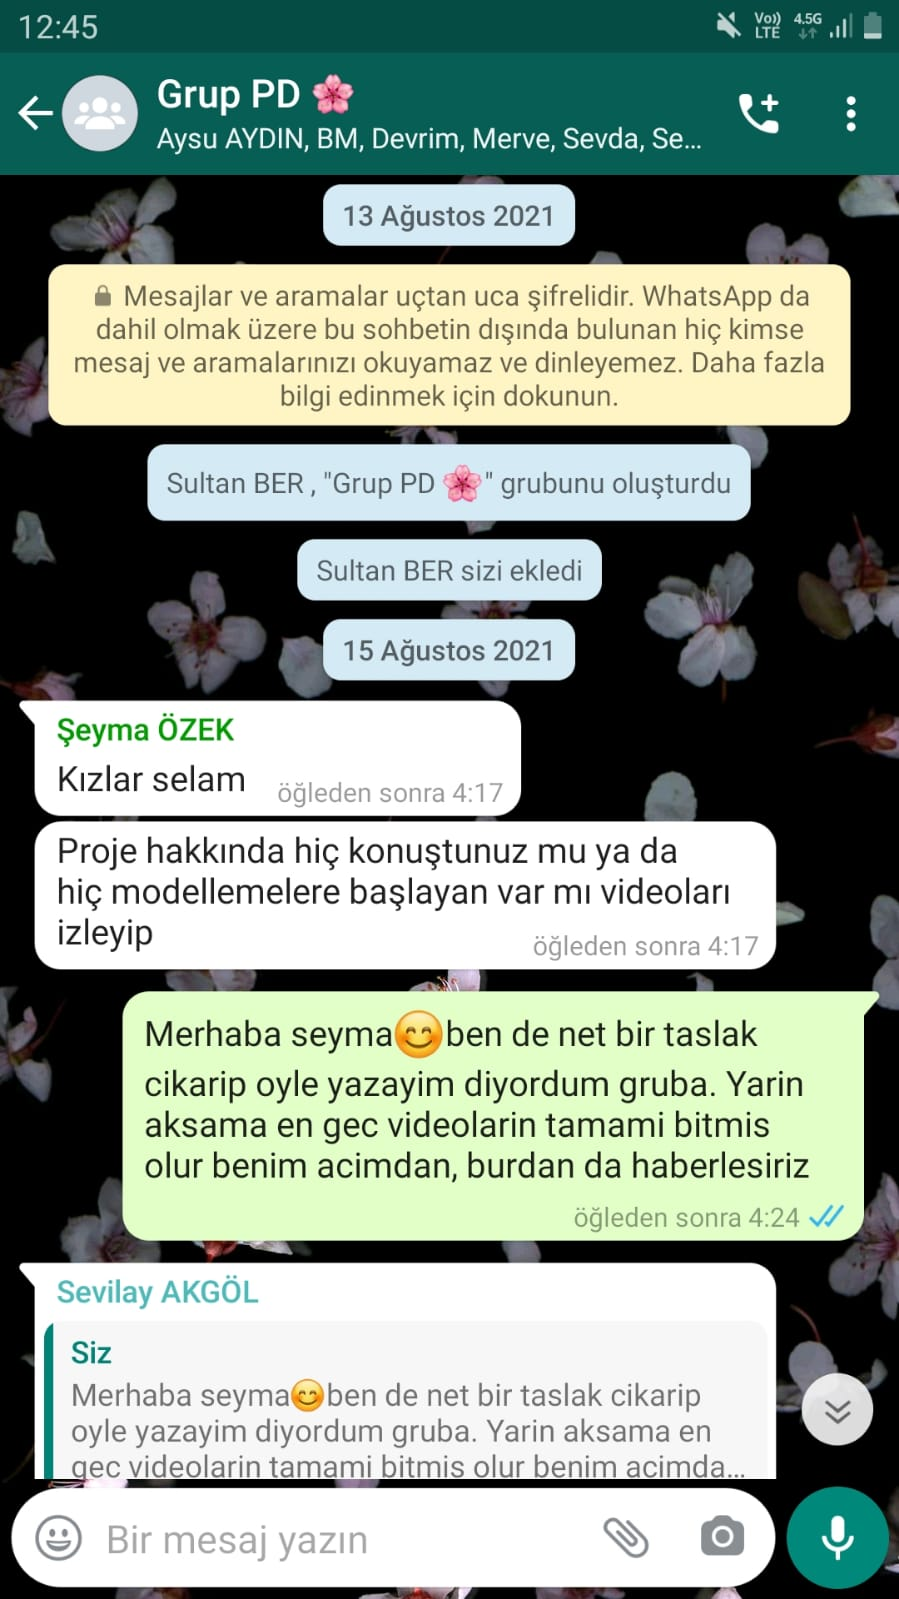 12:45
Vo)) LTE 4.5G
Grup PD 🌸
Aysu AYDIN, BM, Devrim, Merve, Sevda, Se...
13 Ağustos 2021
Mesajlar ve aramalar uçtan uca şifrelidir. WhatsApp da
dahil olmak üzere bu sohbetin dışında bulunan hiç kimse
mesaj ve aramalarınızı okuyamaz ve dinleyemez. Daha fazla
bilgi edinmek için dokunun.
Sultan BER , "Grup PD 🌸" grubunu oluşturdu
Sultan BER sizi ekledi
15 Ağustos 2021
Şeyma ÖZEK
Kızlar selam
öğleden sonra 4:17
Proje hakkında hiç konuştunuz mu ya da
hiç modellemelere başlayan var mı videoları
izleyip
öğleden sonra 4:17
Merhaba seyma😊ben de net bir taslak
cikarip oyle yazayim diyordum gruba. Yarin
aksama en gec videolarin tamami bitmis
olur benim acimdan, burdan da haberlesiriz
öğleden sonra 4:24
Sevilay AKGÖL
Siz
Merhaba seyma😊ben de net bir taslak cikarip
oyle yazayim diyordum gruba. Yarin aksama en
gec videolarin tamami bitmis olur benim acimda...
Bir mesaj yazın